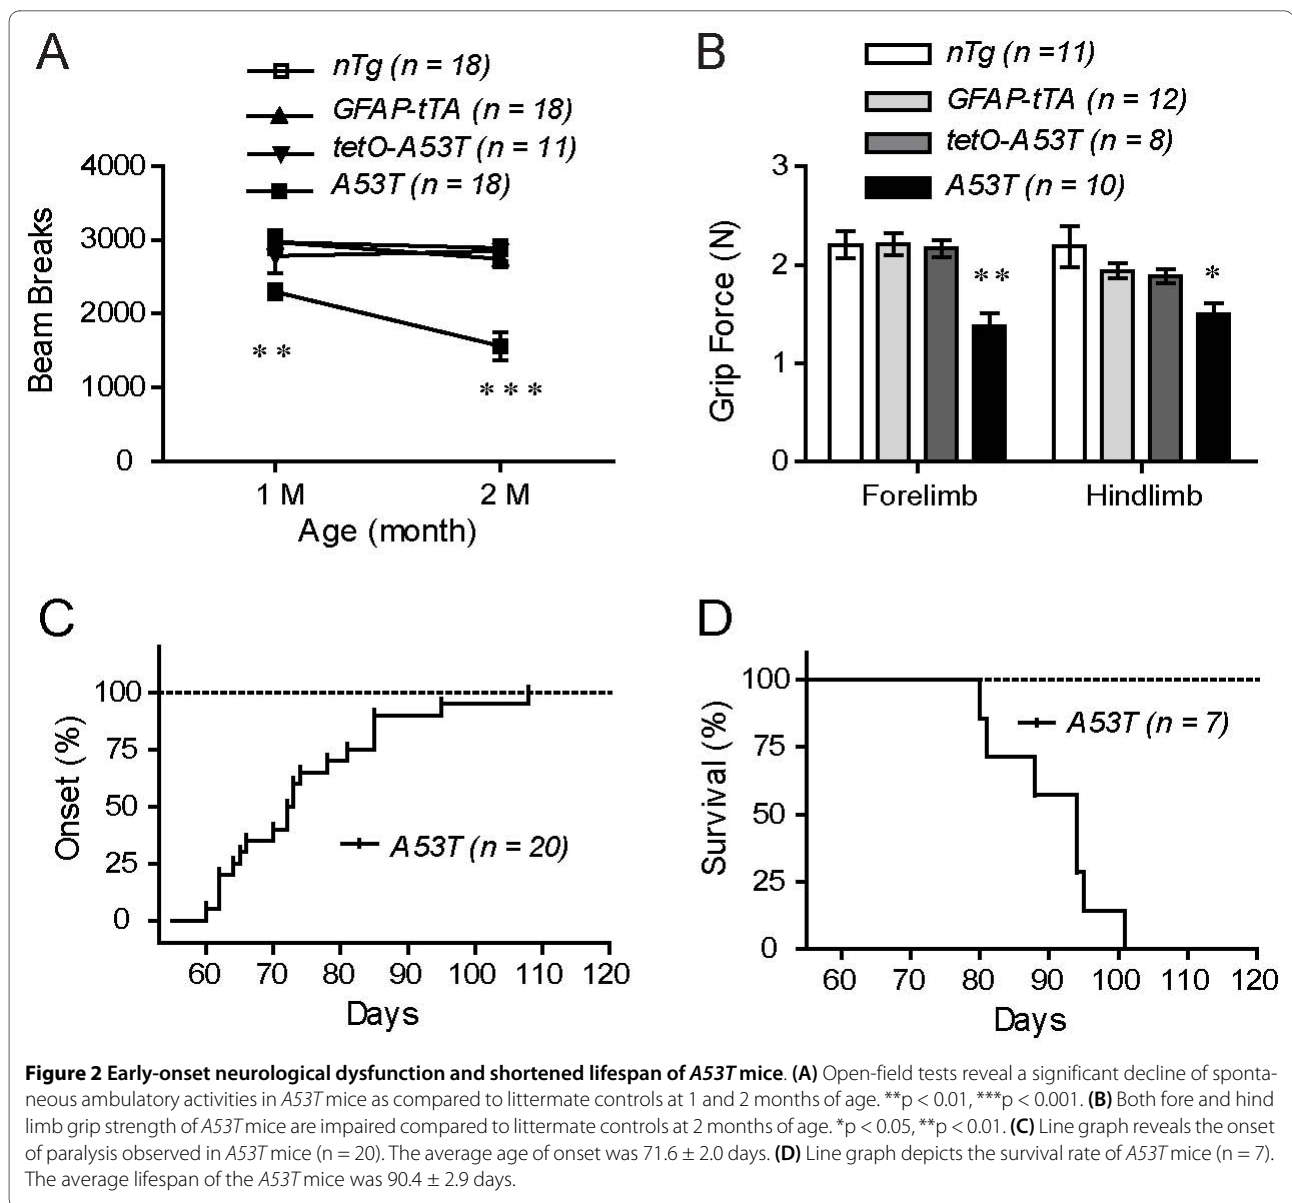 A
nTg (n = 18)
GFAP-tTA (n = 18)
tetO-A53T (n = 11)
A53T (n = 18)
4000
3000
2000
1000
0
Beam Breaks
**
***
1 M
2 M
Age (month)
B
nTg (n =11)
GFAP-tTA (n = 12)
tetO-A53T (n = 8)
A53T (n = 10)
3
2
1
0
Grip Force (N)
**
*
Forelimb
Hindlimb
C
100
75
50
25
0
Onset (%)
A53T (n = 20)
60 70 80 90 100 110 120
Days
D
100
75
50
25
0
Survival (%)
A53T (n = 7)
60 70 80 90 100 110 120
Days
Figure 2 Early-onset neurological dysfunction and shortened lifespan of A53T mice. (A) Open-field tests reveal a significant decline of sponta-
neous ambulatory activities in A53T mice as compared to littermate controls at 1 and 2 months of age. **p < 0.01, ***p < 0.001. (B) Both fore and hind
limb grip strength of A53T mice are impaired compared to littermate controls at 2 months of age. *p < 0.05, **p < 0.01. (C) Line graph reveals the onset
of paralysis observed in A53T mice (n = 20). The average age of onset was 71.6 ± 2.0 days. (D) Line graph depicts the survival rate of A53T mice (n = 7).
The average lifespan of the A53T mice was 90.4 ± 2.9 days.